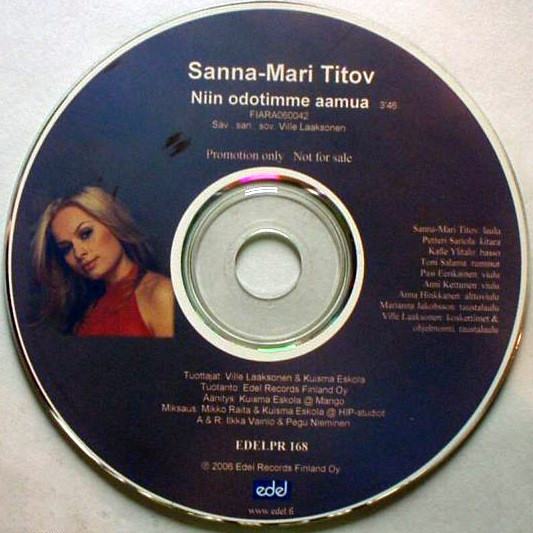 Sanna-Mari Titov
Niin odotimme aamua 3'46
FIARA0600042
Säv . san . sov. Ville Laaksonen
Promotion only Not for sale
Sanna-Mari Titov: laulu
Petteri Sariola: kitara
Kalle Ylitalo: basso
Toni Salama: rummut
Pasi Eerikäinen: viulu
Anni Kettunen: viulu
Anna Hinkkanen: alttoviulu
Marianna Jakobsson: taustalaulu
Ville Laaksonen: koskettimet &
ohjelmointi, taustalaulu
Tuottajat: Ville Laaksonen & Kuisma Eskola
Tuotanto: Edel Records Finland Oy
Äänitys: Kuisma Eskola @ Mango
Miksaus: Mikko Raita & Kuisma Eskola @ HIP-studiot
A & R: Ilkka Vainio & Pegu Nieminen
EDELPR 168
℗ 2006 Edel Records Finland Oy
edel
www.edel.fi